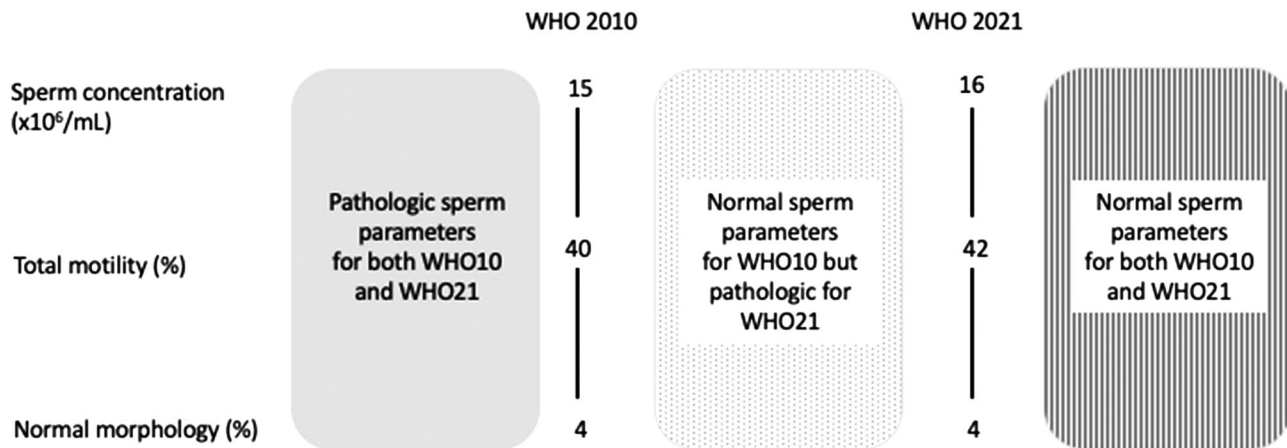 WHO 2010
WHO 2021
Sperm concentration
(x10⁶/mL)
15
16
Pathologic sperm
parameters
for both WHO10
and WHO21
Normal sperm
parameters
for WHO10 but
pathologic for
WHO21
Normal sperm
parameters
for both WHO10
and WHO21
Total motility (%)
40
42
Normal morphology (%)
4
4